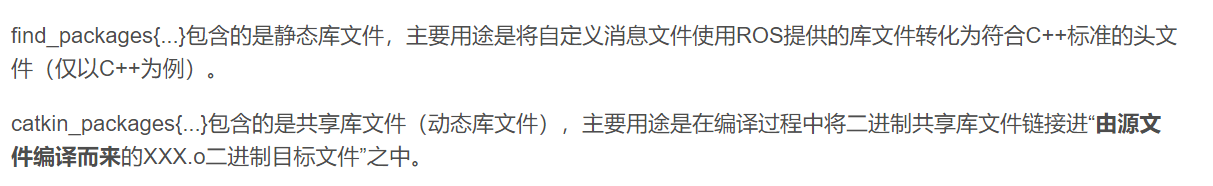 find_packages{...}包含的是静态库文件，主要用途是将自定义消息文件使用ROS提供的库文件转化为符合C++标准的头文
件（仅以C++为例）。
catkin_packages{...}包含的是共享库文件（动态库文件），主要用途是在编译过程中将二进制共享库文件链接进“由源文
件编译而来的XXX.o二进制目标文件”之中。